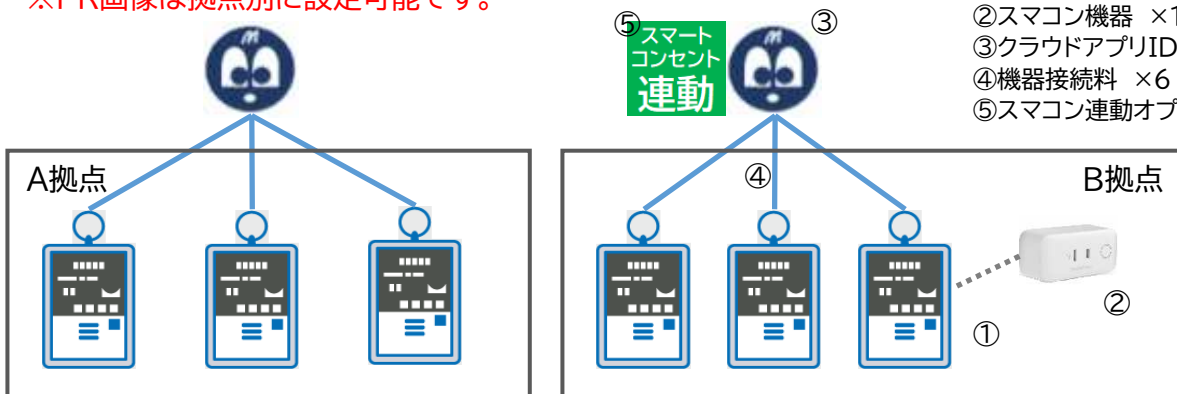 ※PR画像は拠点別に設定可能です。
⑤
スマート
コンセント
連動
③
②スマコン機器 ×1
③クラウドアプリID
④機器接続料 ×6
⑤スマコン連動オプ
A拠点
④
B拠点
②
①